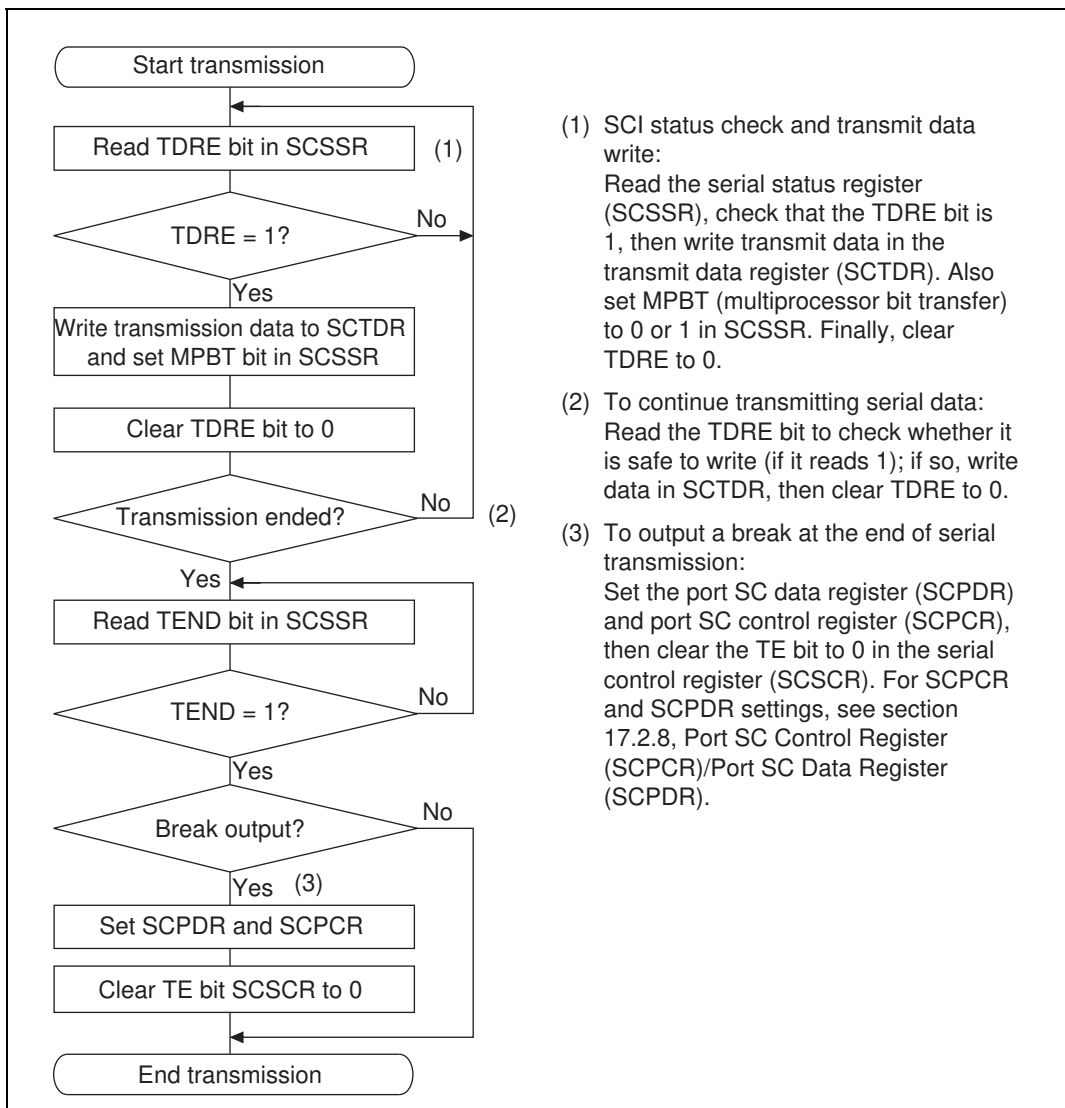 Start transmission
Read TDRE bit in SCSSR
(1)
TDRE = 1?
No
Yes
Write transmission data to SCTDR
and set MPBT bit in SCSSR
Clear TDRE bit to 0
Transmission ended?
No
(2)
Yes
Read TEND bit in SCSSR
TEND = 1?
No
Yes
Break output?
No
Yes
(3)
Set SCPDR and SCPCR
Clear TE bit SCSCR to 0
End transmission
(1) SCI status check and transmit data
write:
Read the serial status register
(SCSSR), check that the TDRE bit is
1, then write transmit data in the
transmit data register (SCTDR). Also
set MPBT (multiprocessor bit transfer)
to 0 or 1 in SCSSR. Finally, clear
TDRE to 0.
(2) To continue transmitting serial data:
Read the TDRE bit to check whether it
is safe to write (if it reads 1); if so, write
data in SCTDR, then clear TDRE to 0.
(3) To output a break at the end of serial
transmission:
Set the port SC data register (SCPDR)
and port SC control register (SCPCR),
then clear the TE bit to 0 in the serial
control register (SCSCR). For SCPCR
and SCPDR settings, see section
17.2.8, Port SC Control Register
(SCPCR)/Port SC Data Register
(SCPDR).